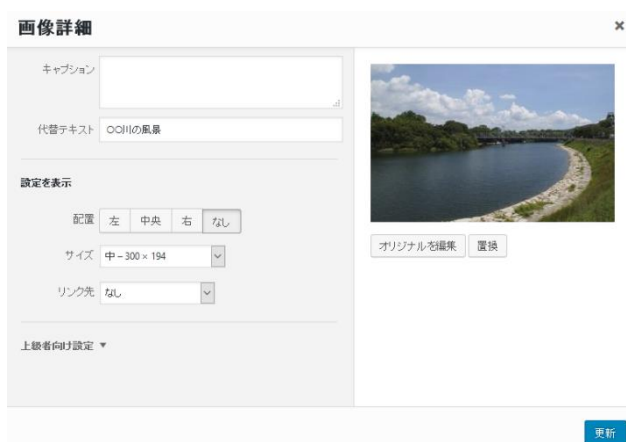 画像詳細
×
キャプション
代替テキスト ○○川の風景
設定を表示
配置 左 中央 右 なし
サイズ 中 – 300 × 194
リンク先 なし
上級者向け設定 ▼
オリジナルを編集 置換
更新